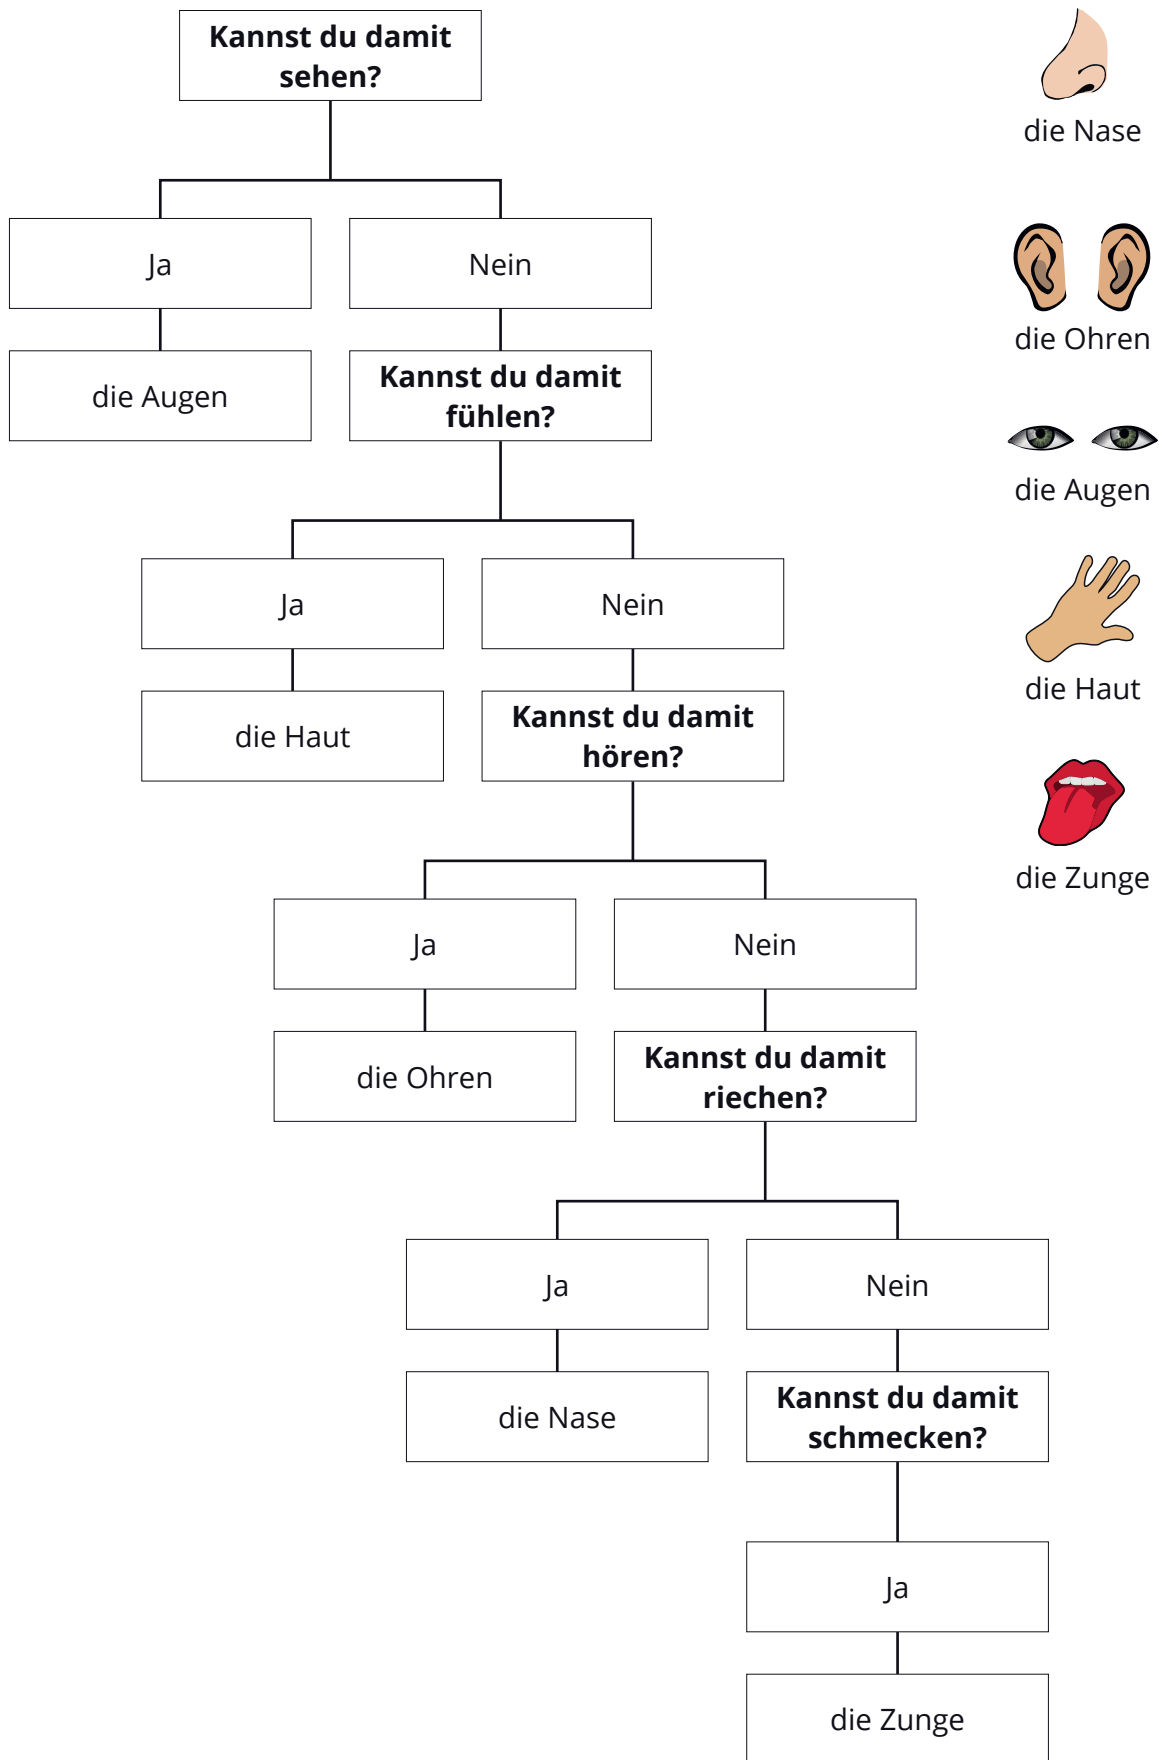 Kannst du damit
sehen?
Ja
Nein
die Augen
Kannst du damit
fühlen?
Ja
Nein
die Haut
Kannst du damit
hören?
Ja
Nein
die Ohren
Kannst du damit
riechen?
Ja
Nein
die Nase
Kannst du damit
schmecken?
Ja
die Zunge
die Nase
die Ohren
die Augen
die Haut
die Zunge